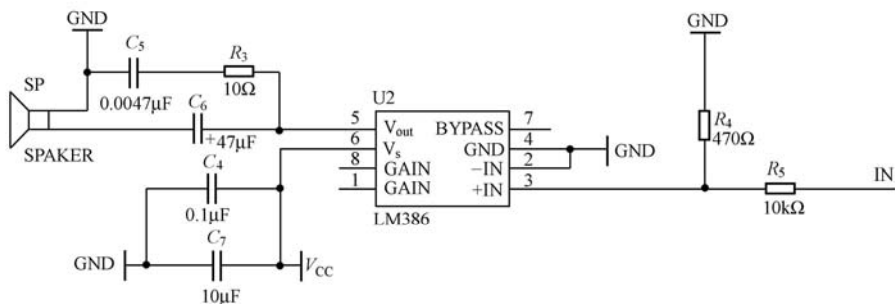 GND
C5
R3
SP
0.0047μF
10Ω
C6
+47μF
SPAKER
C4
0.1μF
C7
GND
VCC
10μF
U2
5
Vout
BYPASS
7
6
Vs
GND
4
8
GAIN
−IN
2
1
GAIN
+IN
3
LM386
GND
GND
R4
470Ω
R5
IN
10kΩ